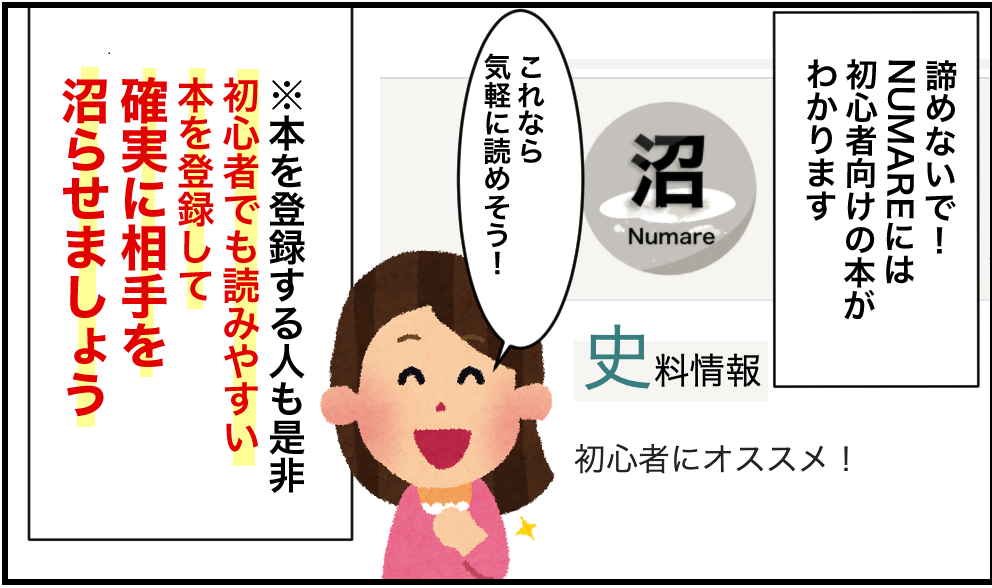 諦めないで！
NUMAREには
初心者向けの本が
わかります
沼
Numare
史料情報
初心者にオススメ！
これなら
気軽に読めそう！
※本を登録する人も是非
初心者でも読みやすい
本を登録して
確実に相手を
沼らせましょう